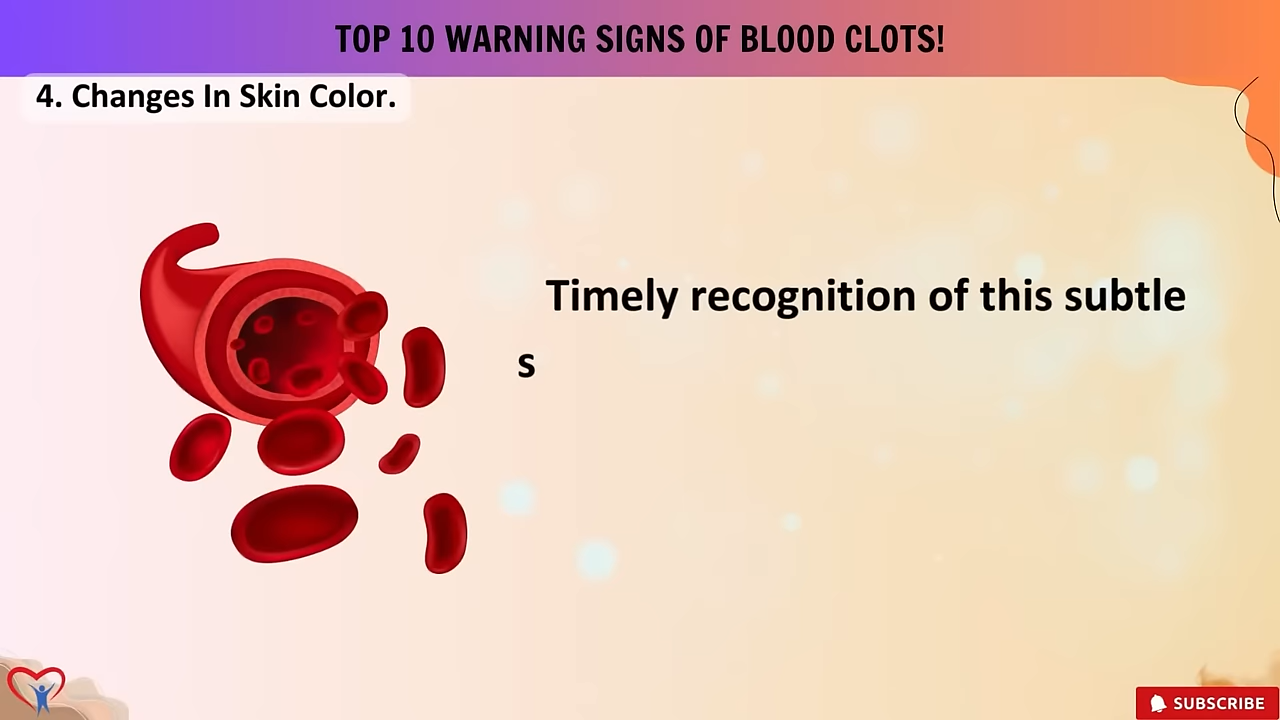 TOP 10 WARNING SIGNS OF BLOOD CLOTS!
4. Changes In Skin Color.
Timely recognition of this subtle
s
SUBSCRIBE